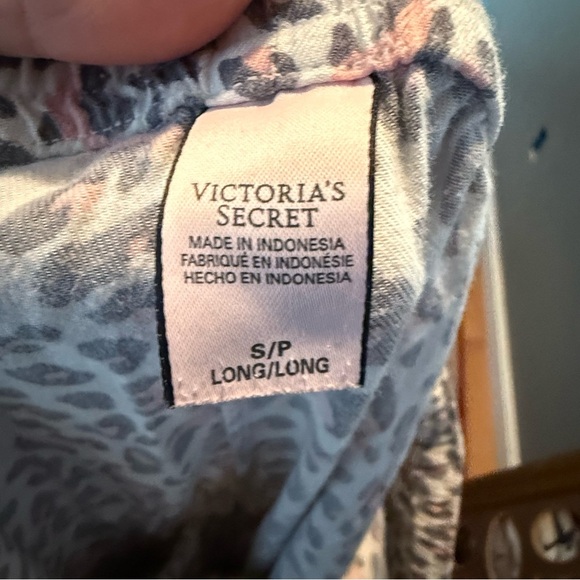 VICTORIA'S
SECRET
MADE IN INDONESIA
FABRIQUÉ EN INDONÉSIE
HECHO EN INDONESIA
S/P
LONG/LONG